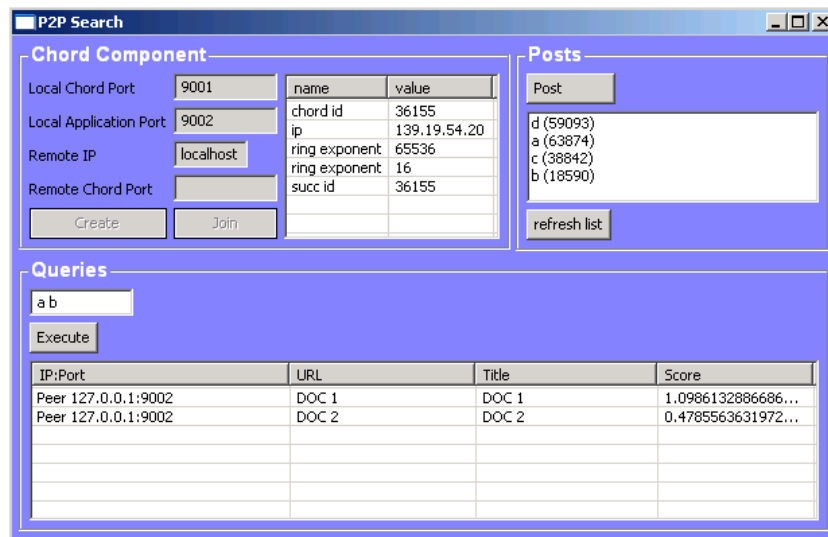 P2P Search
Chord Component
Local Chord Port 9001
Local Application Port 9002
Remote IP localhost
Remote Chord Port
Create Join
name value
chord id 36155
ip 139.19.54.20
ring exponent 65536
ring exponent 16
succ id 36155
Posts
Post
d (59093)
a (63874)
c (38842)
b (18590)
refresh list
Queries
a b
Execute
IP:Port URL Title Score
Peer 127.0.0.1:9002 DOC 1 DOC 1 1.0986132886686...
Peer 127.0.0.1:9002 DOC 2 DOC 2 0.4785563631972...